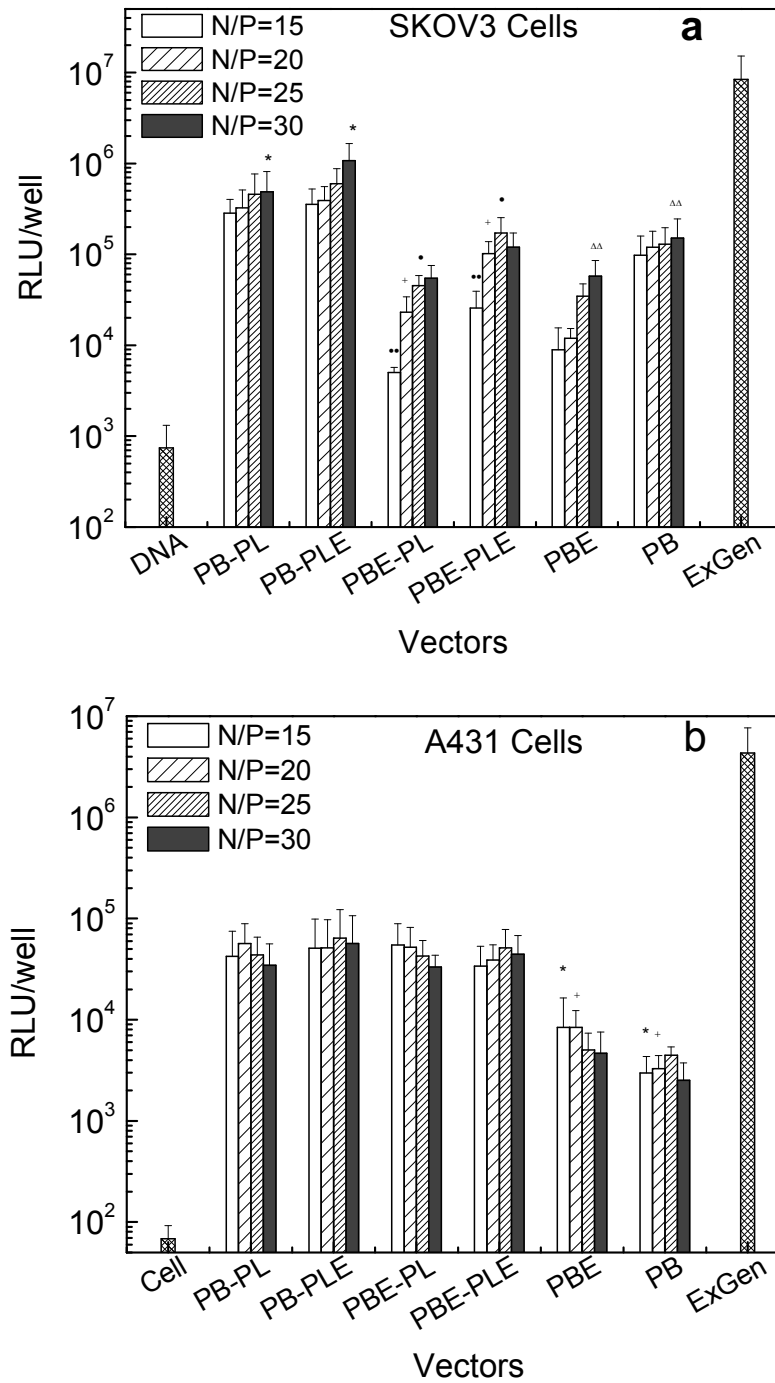 SKOV3 Cells
a
N/P=15
N/P=20
N/P=25
N/P=30
RLU/well
10^7
10^6
10^5
10^4
10^3
10^2
* * •• + • •• + • ΔΔ ΔΔ
DNA PB-PL PB-PLE PBE-PL PBE-PLE PBE PB ExGen
Vectors
A431 Cells
b
N/P=15
N/P=20
N/P=25
N/P=30
RLU/well
10^7
10^6
10^5
10^4
10^3
10^2
* + * +
Cell PB-PL PB-PLE PBE-PL PBE-PLE PBE PB ExGen
Vectors